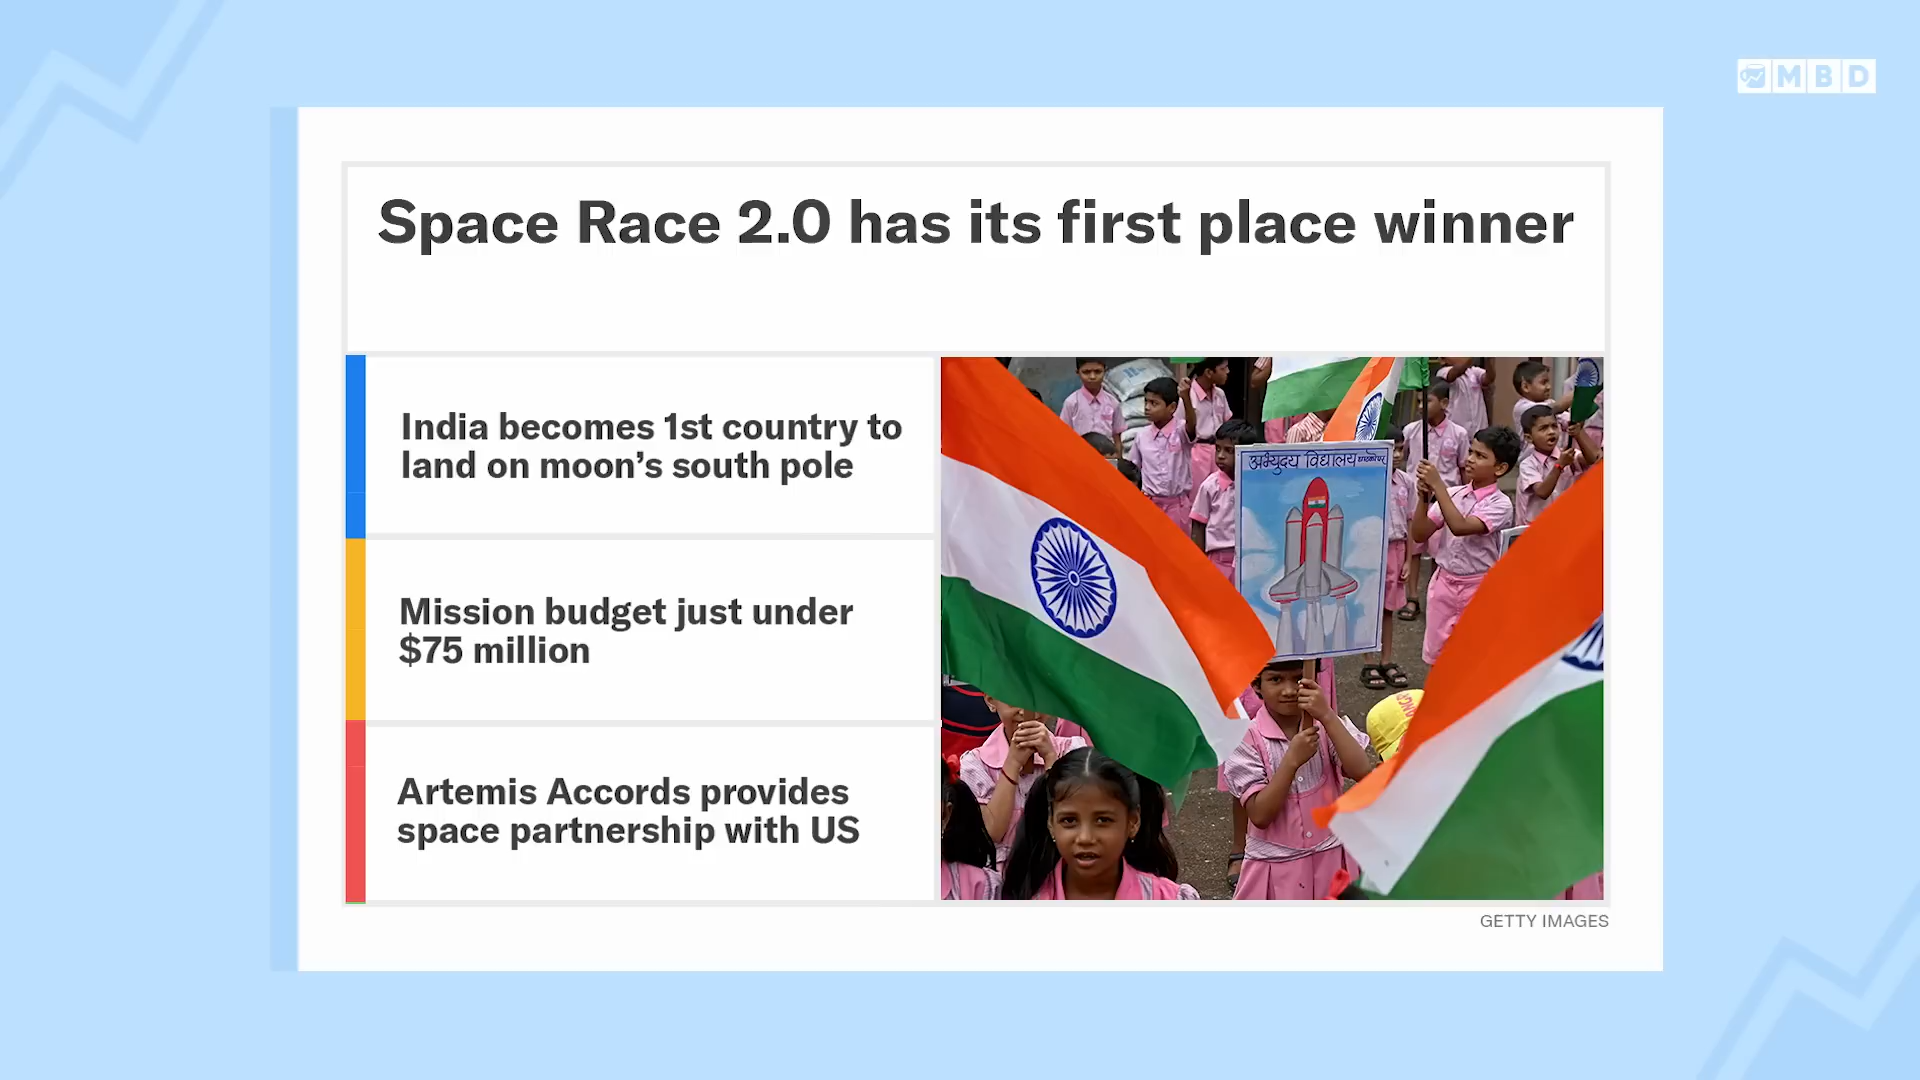 MBD
Space Race 2.0 has its first place winner
India becomes 1st country to
land on moon's south pole
Mission budget just under
$75 million
Artemis Accords provides
space partnership with US
अभ्युदय विद्यालय
GETTY IMAGES